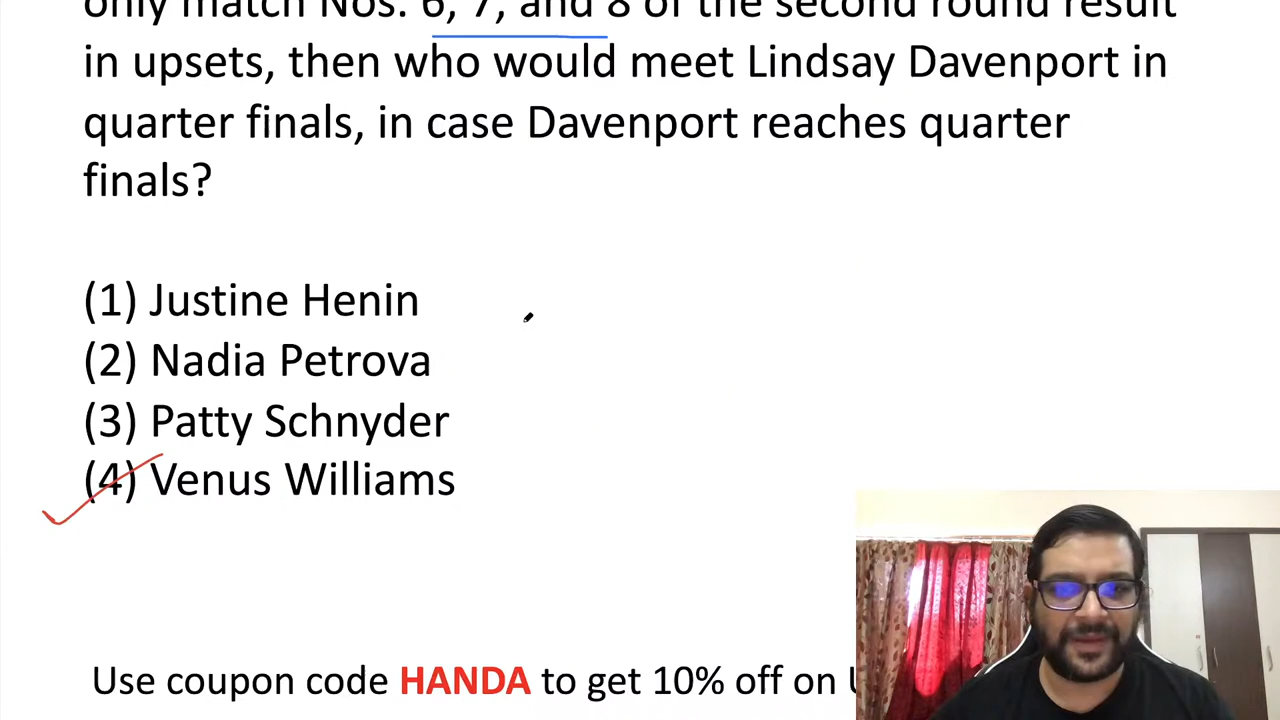 only match Nos. 6, 7, and 8 of the second round result
in upsets, then who would meet Lindsay Davenport in
quarter finals, in case Davenport reaches quarter
finals?
(1) Justine Henin
(2) Nadia Petrova
(3) Patty Schnyder
(4) Venus Williams
Use coupon code HANDA to get 10% off on